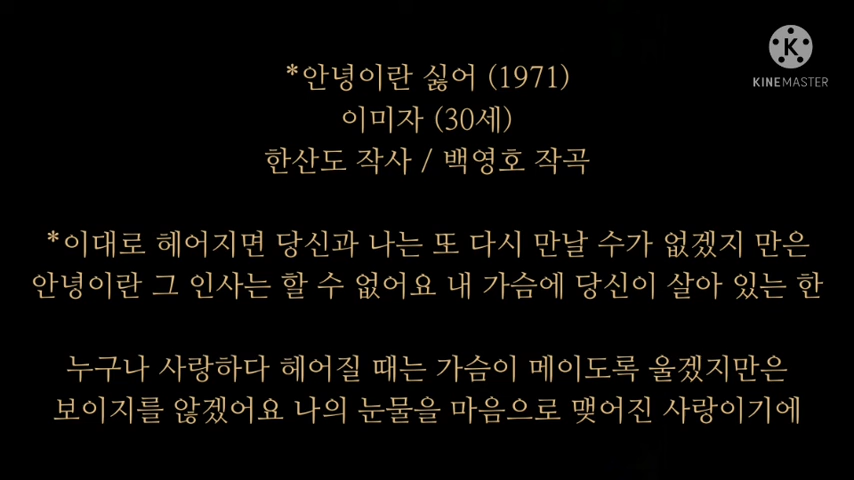 *안녕이란 싫어 (1971)
이미자 (30세)
한산도 작사 / 백영호 작곡
KINEMASTER
*이대로 헤어지면 당신과 나는 또 다시 만날 수가 없겠지 만은
안녕이란 그 인사는 할 수 없어요 내 가슴에 당신이 살아 있는 한
누구나 사랑하다 헤어질 때는 가슴이 메이도록 울겠지만은
보이지를 않겠어요 나의 눈물을 마음으로 맺어진 사랑이기에